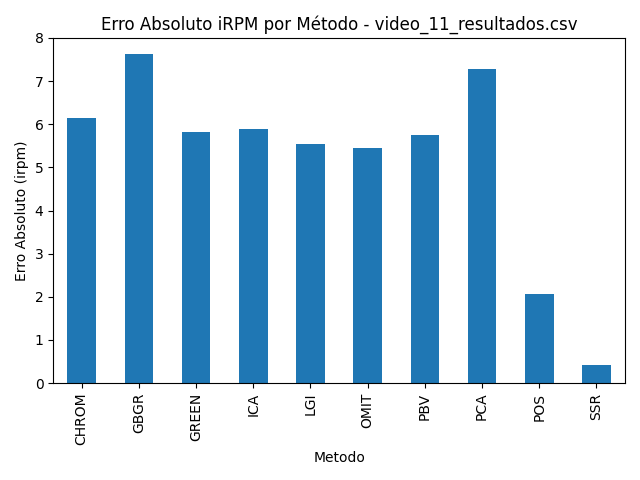 Erro Absoluto iRPM por Método - video_11_resultados.csv
8
7
6
5
4
3
2
1
0
Erro Absoluto (irpm)
CHROM
GBGR
GREEN
ICA
LGI
OMIT
PBV
PCA
POS
SSR
Metodo